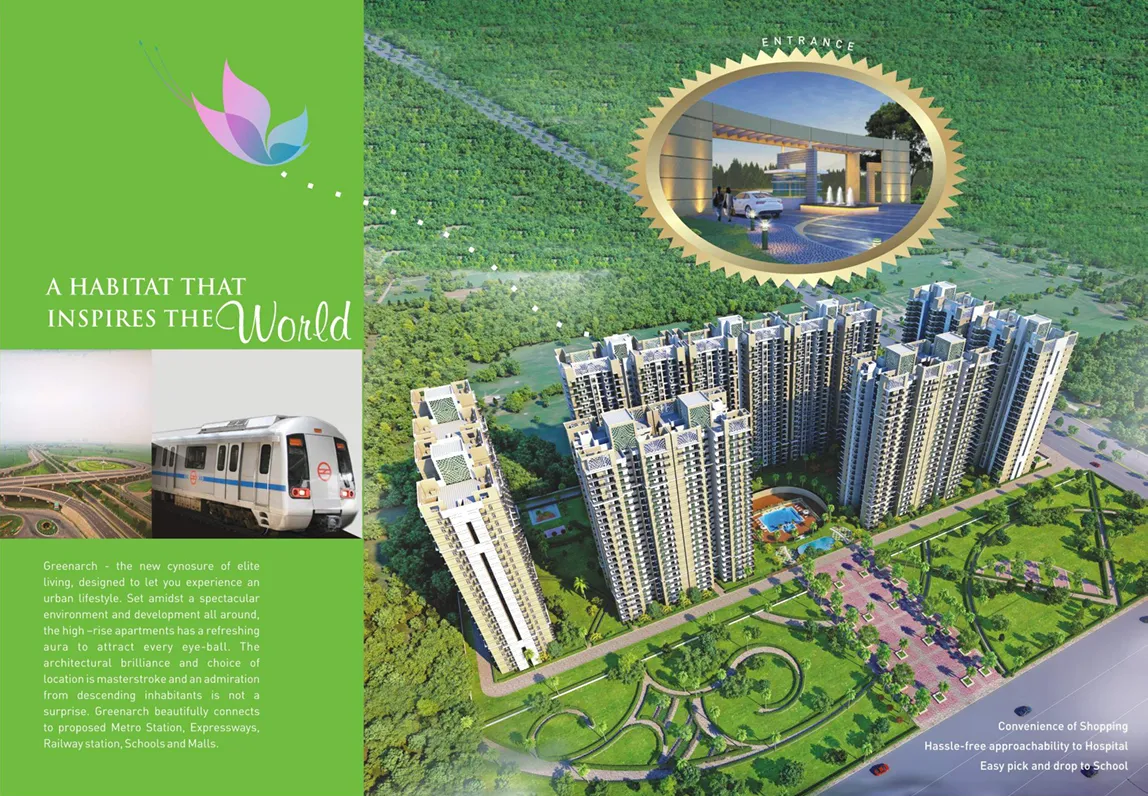 A HABITAT THAT
INSPIRES THE World
Greenarch - the new cynosure of elite
living, designed to let you experience an
urban lifestyle. Set amidst a spectacular
environment and development all around,
the high –rise apartments has a refreshing
aura to attract every eye-ball. The
architectural brilliance and choice of
location is masterstroke and an admiration
from descending inhabitants is not a
surprise. Greenarch beautifully connects
to proposed Metro Station, Expressways,
Railway station, Schools and Malls.
ENTRANCE
Convenience of Shopping
Hassle-free approachability to Hospital
Easy pick and drop to School